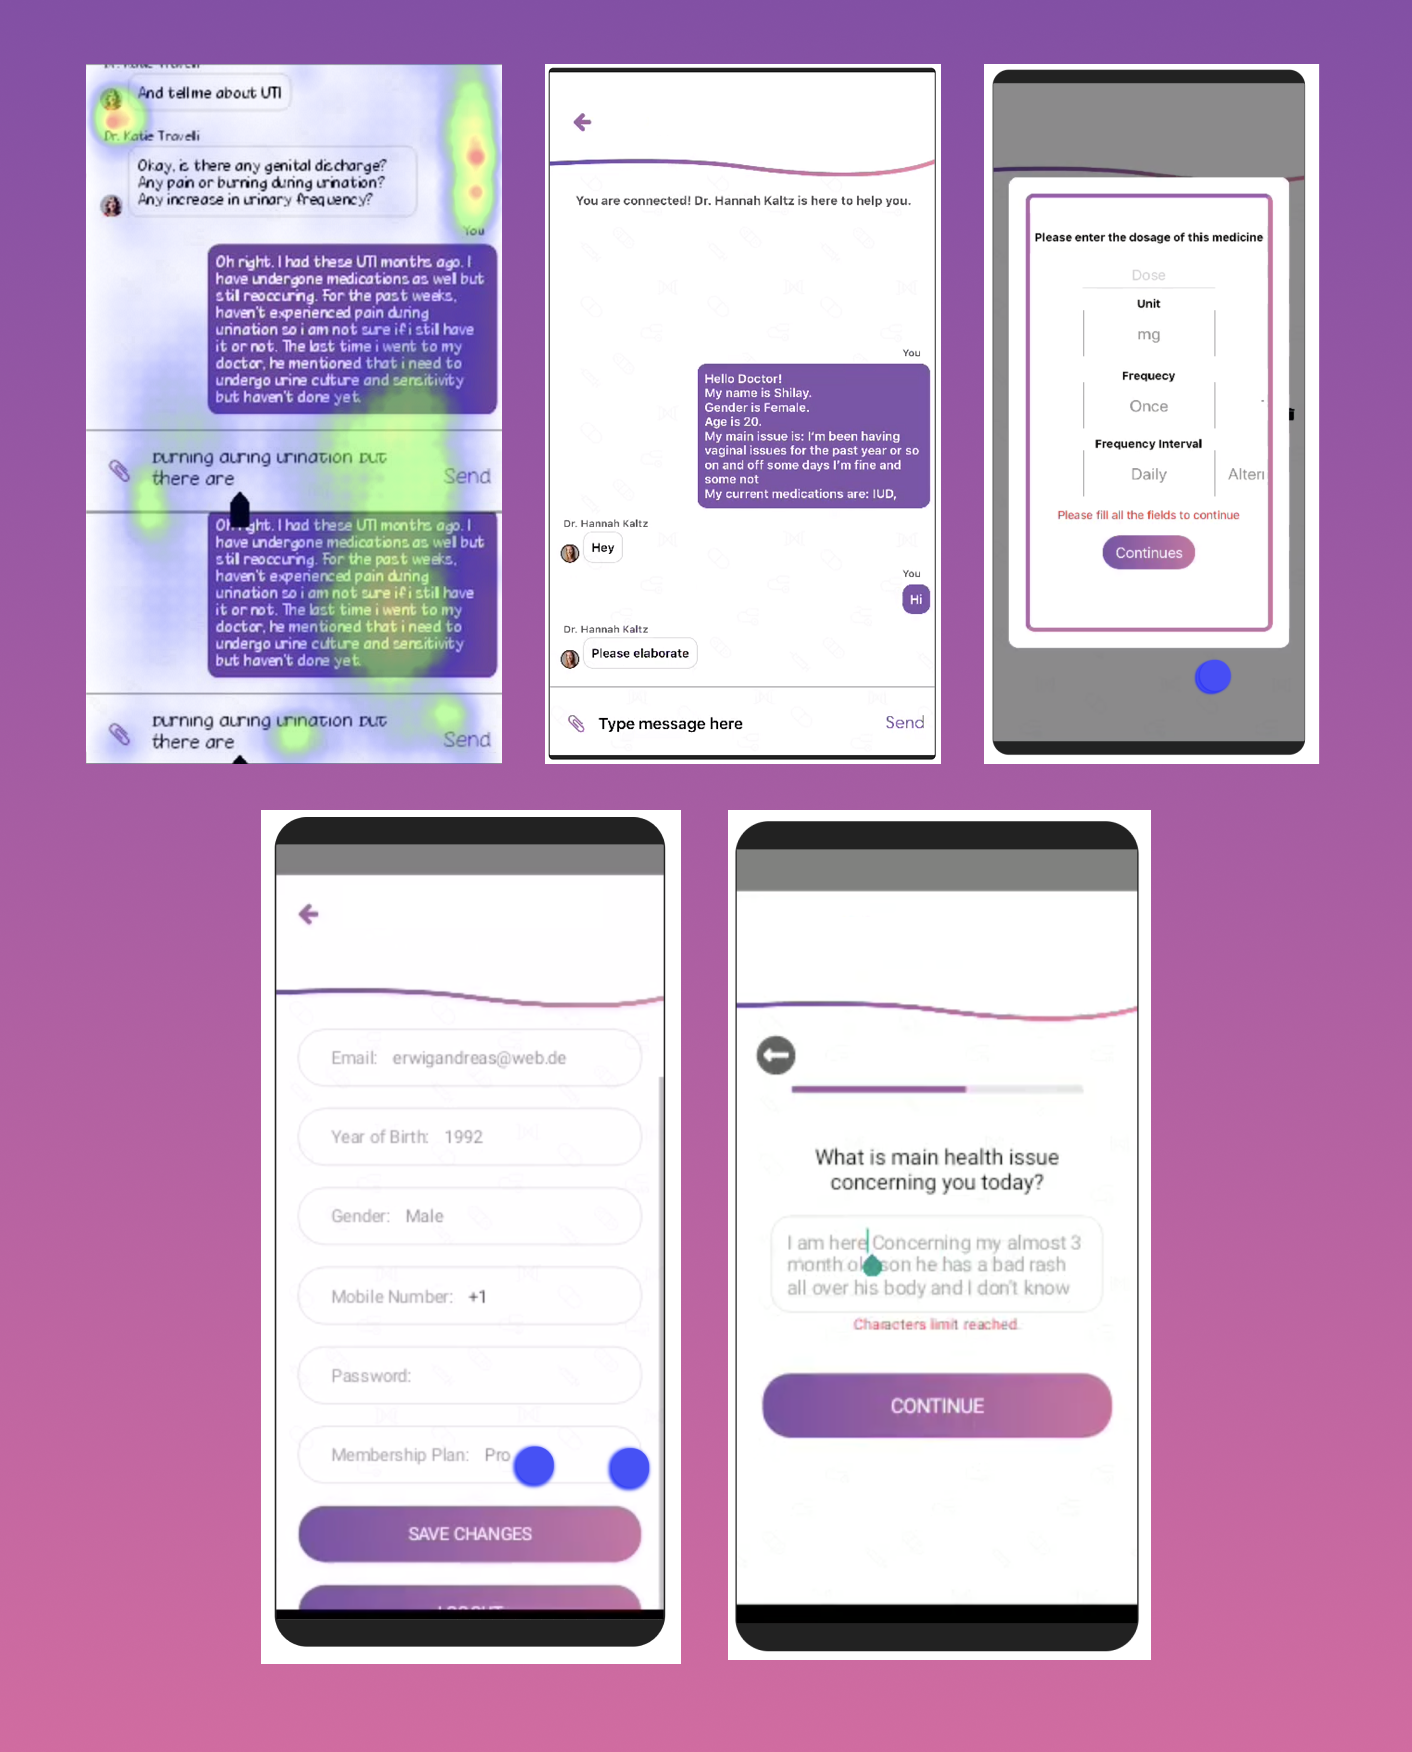 And tell me about UTI
Dr. Katie Travelli
Okay, is there any genital discharge?
Any pain or burning during urination?
Any increase in urinary frequency?
You
Oh right. I had these UTI months ago. I
have undergone medications as well but
still reoccuring. For the past weeks,
haven't experienced pain during
urination so i am not sure if i still have
it or not. The last time i went to my
doctor, he mentioned that i need to
undergo urine culture and sensitivity
but haven't done yet.
burning during urination but
there are
Send
Oh right. I had these UTI months ago. I
have undergone medications as well but
still reoccuring. For the past weeks,
haven't experienced pain during
urination so i am not sure if i still have
it or not. The last time i went to my
doctor, he mentioned that i need to
undergo urine culture and sensitivity
but haven't done yet.
burning during urination but
there are
Send
You are connected! Dr. Hannah Kaltz is here to help you.
You
Hello Doctor!
My name is Shilay.
Gender is Female.
Age is 20.
My main issue is: I'm been having
vaginal issues for the past year or so
on and off some days I'm fine and
some not
My current medications are: IUD,
Dr. Hannah Kaltz
Hey
You
Hi
Dr. Hannah Kaltz
Please elaborate
Type message here
Send
Please enter the dosage of this medicine
Dose
Unit
mg
Frequecy
Once
Frequency Interval
Daily Altern
Please fill all the fields to continue
Continues
Email: erwigandreas@web.de
Year of Birth: 1992
Gender: Male
Mobile Number: +1
Password:
Membership Plan: Pro
SAVE CHANGES
LOGOUT
What is main health issue
concerning you today?
I am here Concerning my almost 3
month old son he has a bad rash
all over his body and I don't know
Characters limit reached.
CONTINUE